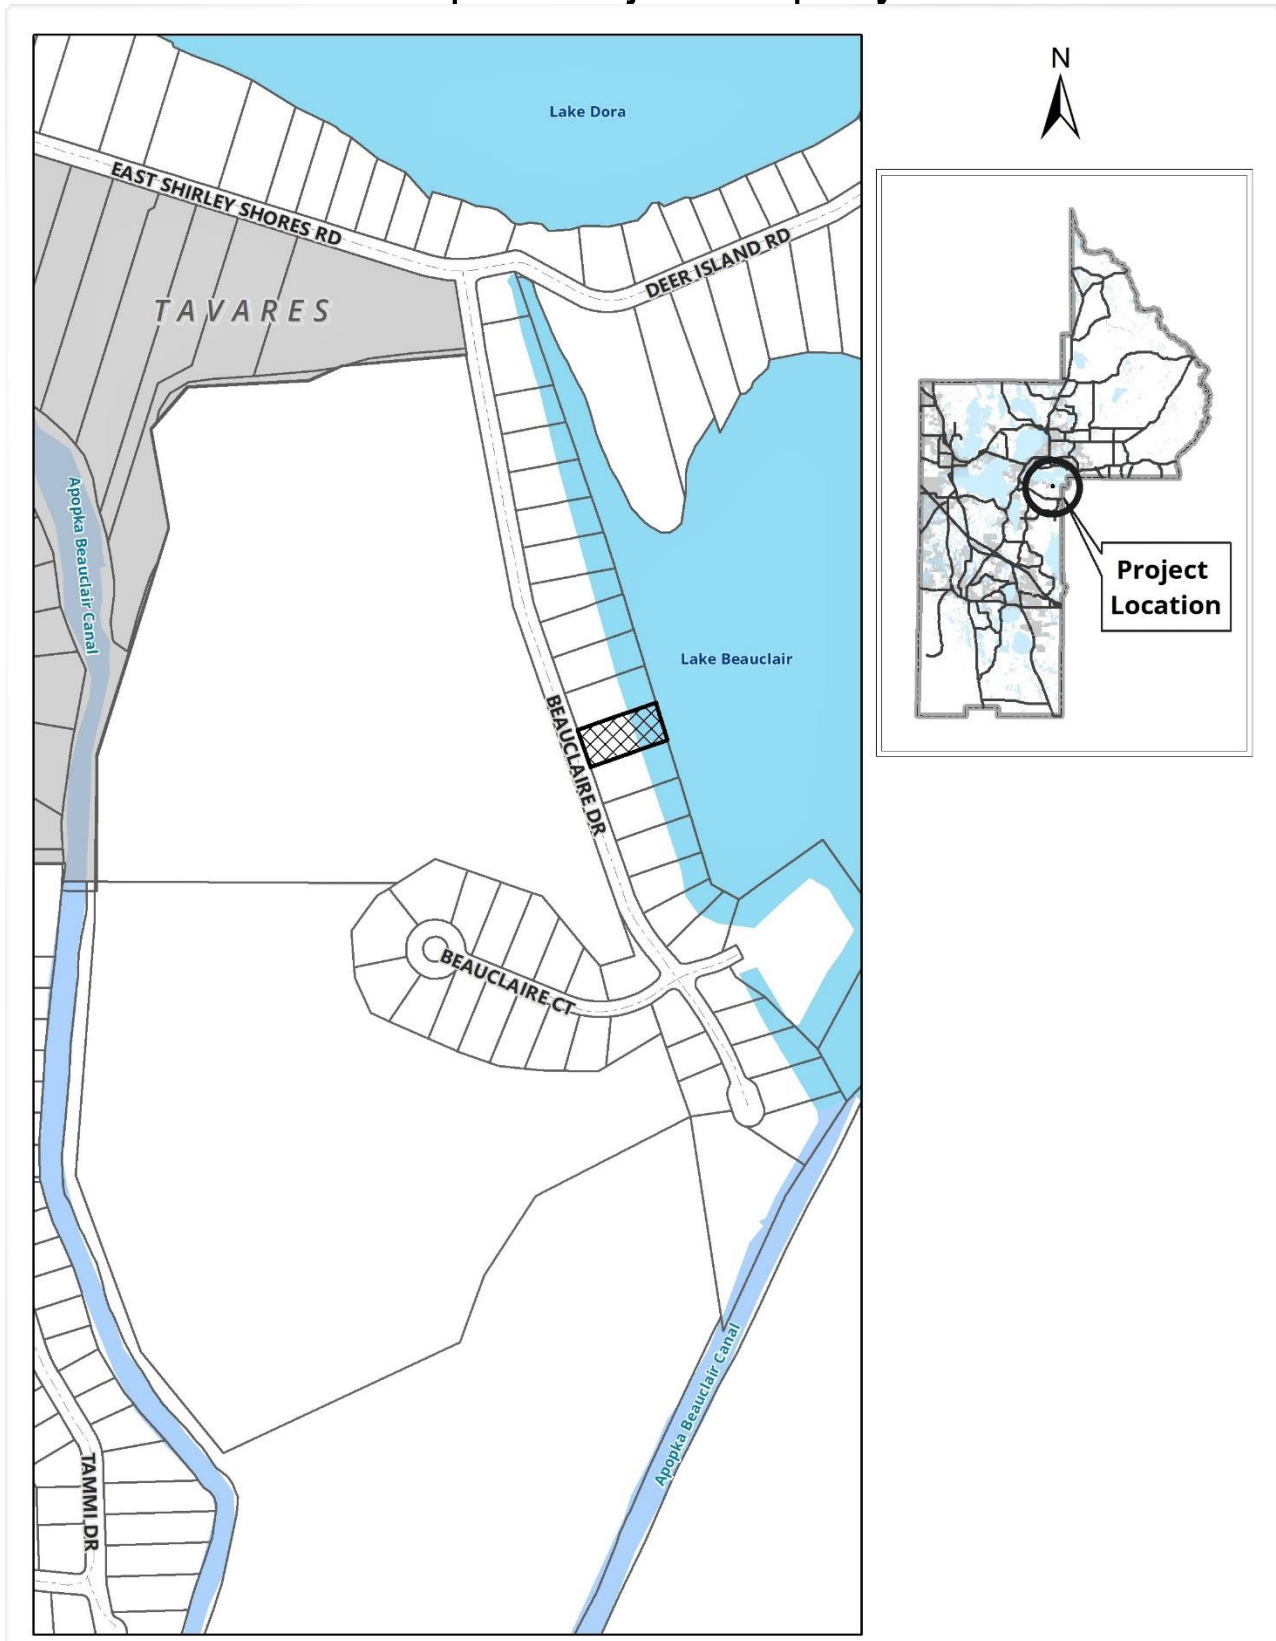 Lake Dora
N
EAST SHIRLEY SHORES RD
DEER ISLAND RD
TAVARES
Apopka Beauclair Canal
Project
Location
Lake Beauclair
BEAUCLAIRE DR
BEAUCLAIRE CT
Apopka Beauclair Canal
TAMMI DR